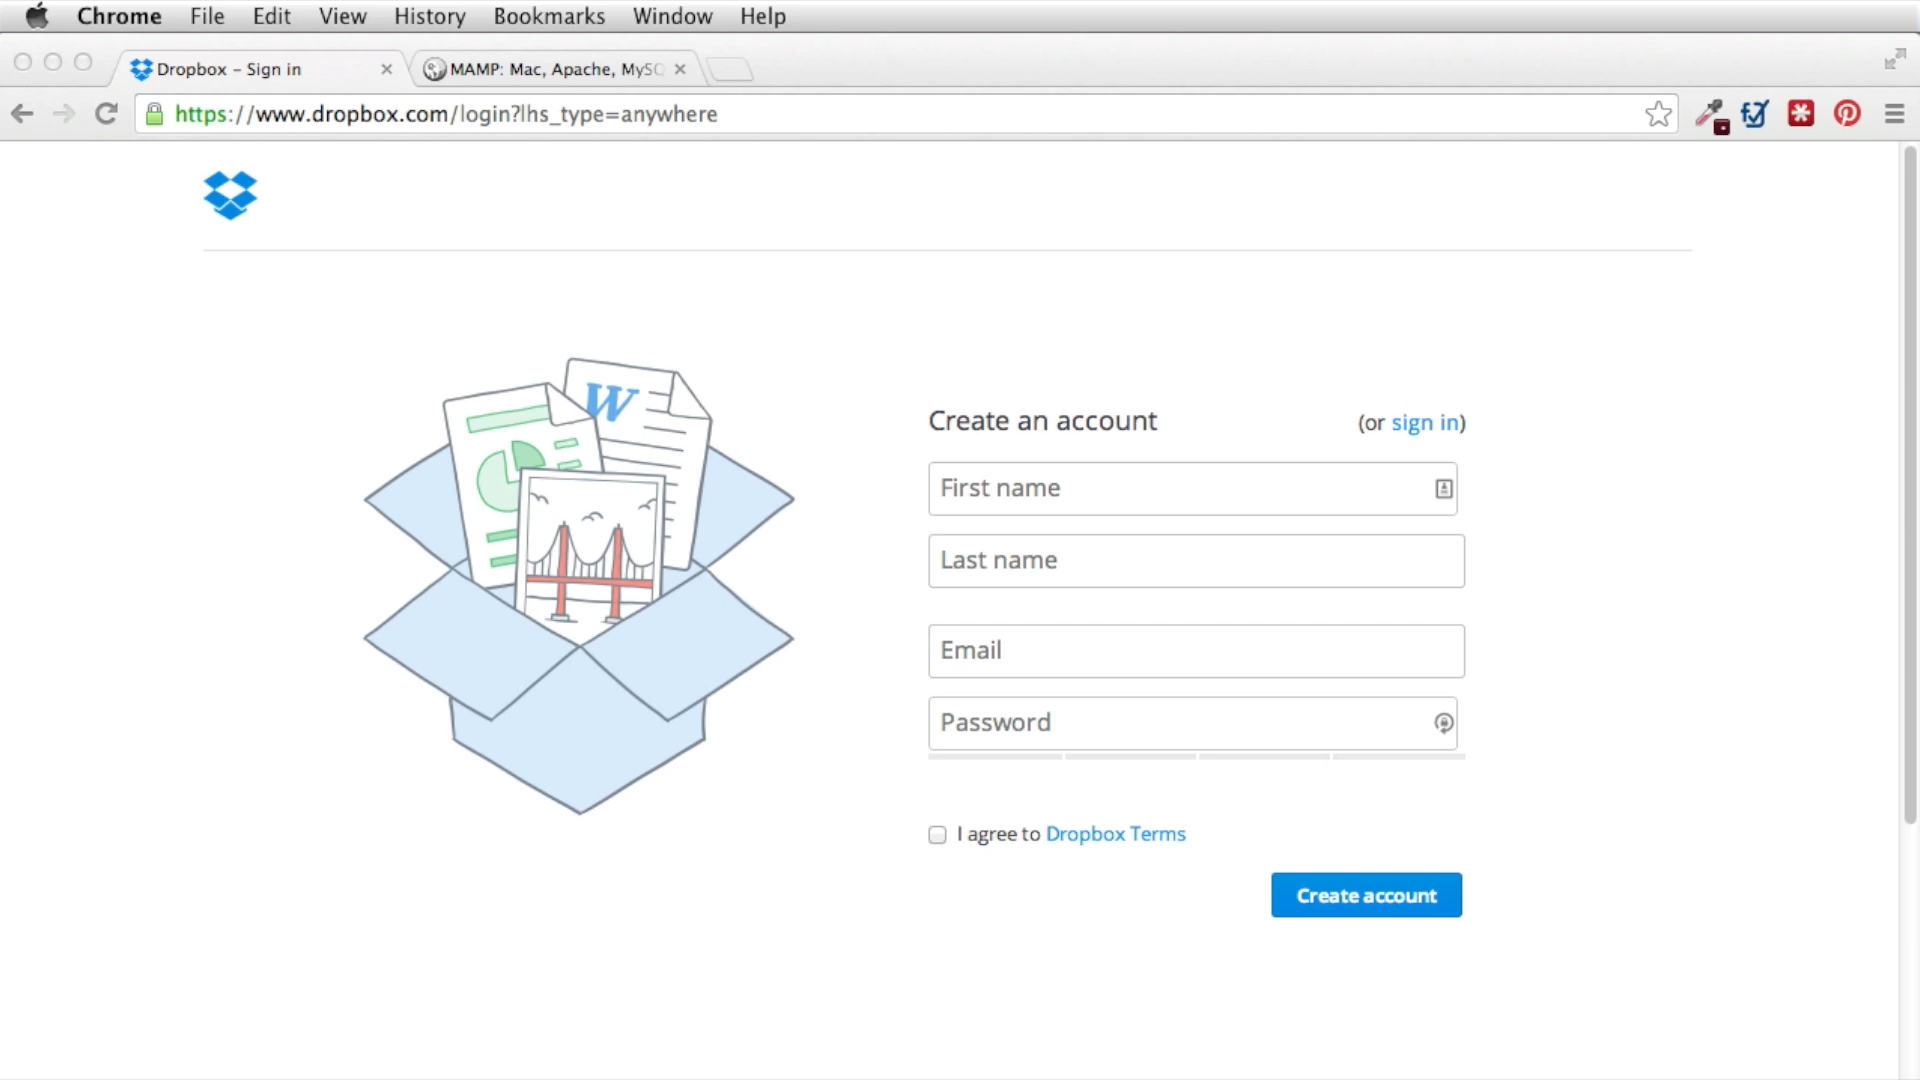 Chrome File Edit View History Bookmarks Window Help
Dropbox - Sign in
MAMP: Mac, Apache, MySQ
https://www.dropbox.com/login?lhs_type=anywhere
W
Create an account (or sign in)
First name
Last name
Email
Password
I agree to Dropbox Terms
Create account